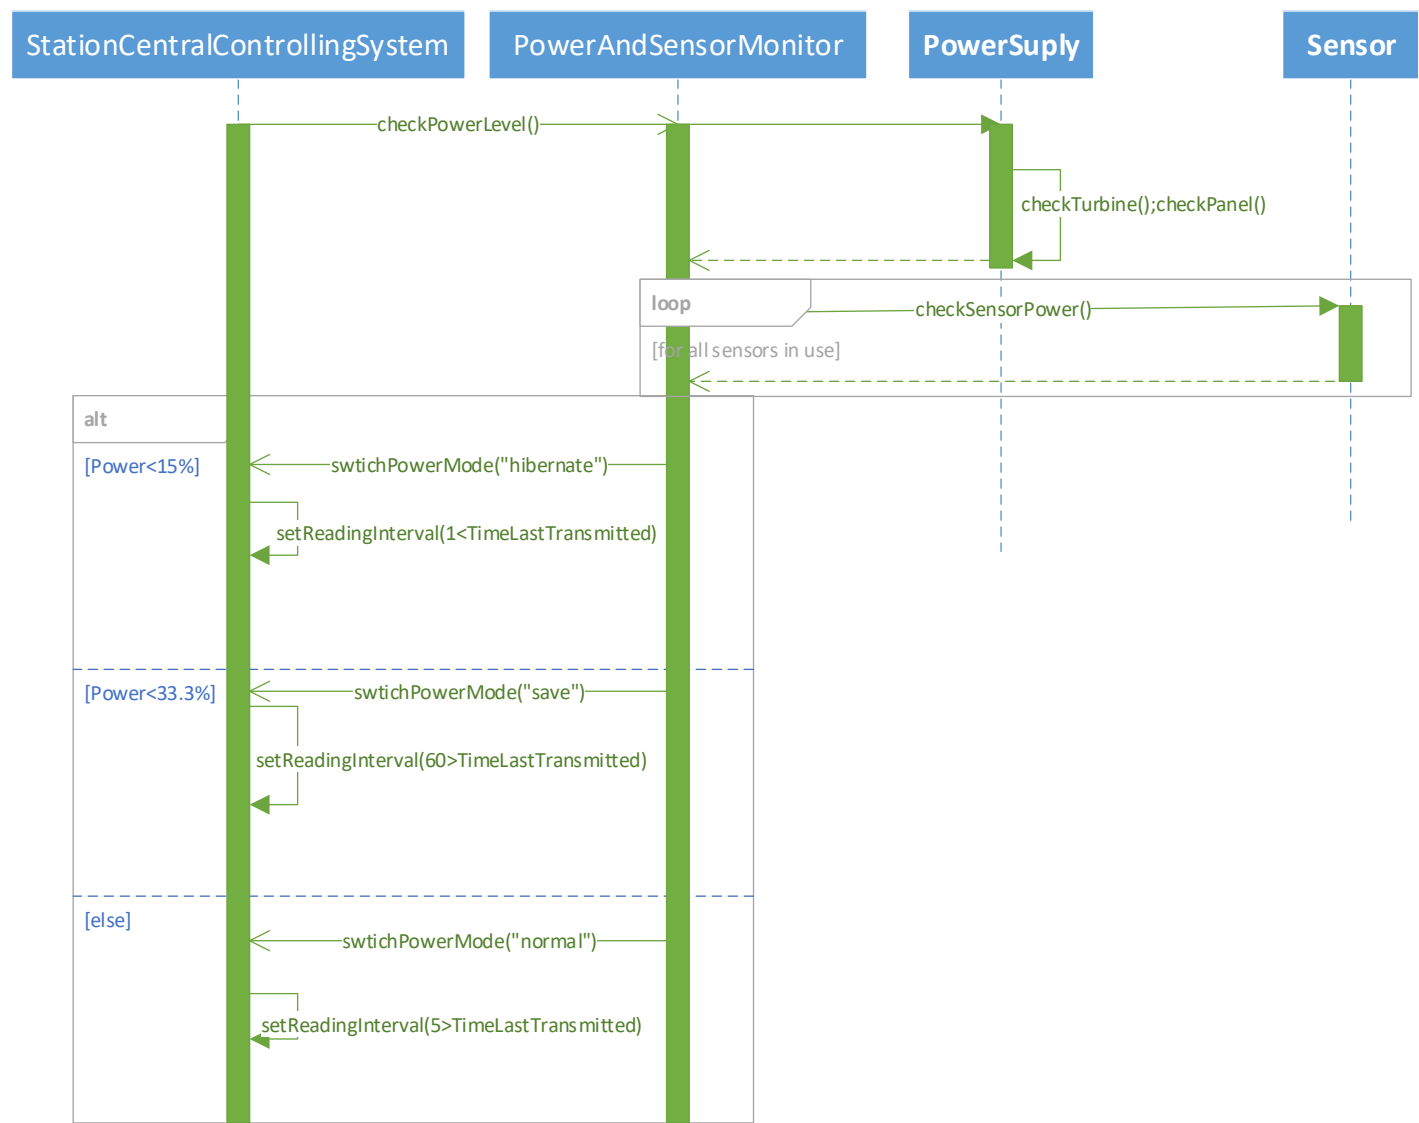 StationCentralControllingSystem
PowerAndSensorMonitor
PowerSuply
Sensor
checkPowerLevel()
checkTurbine();checkPanel()
loop
checkSensorPower()
[for all sensors in use]
alt
[Power<15%]
swtichPowerMode("hibernate")
setReadingInterval(1<TimeLastTransmitted)
[Power<33.3%]
swtichPowerMode("save")
setReadingInterval(60>TimeLastTransmitted)
[else]
swtichPowerMode("normal")
setReadingInterval(5>TimeLastTransmitted)